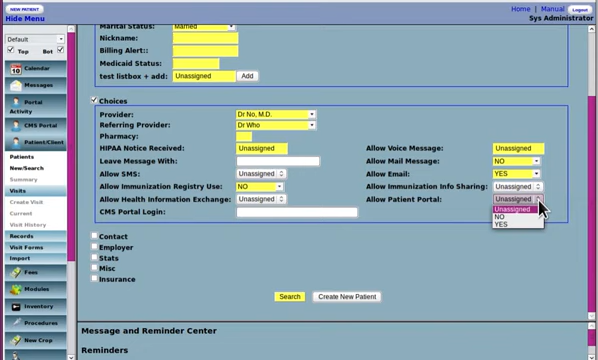 NEW PATIENT
Home | Manual Logout
Hide Menu
Sys Administrator
Default
Top Bot
Calendar
Messages
Portal Activity
CMS Portal
Patient/Client
Patients
New/Search
Summary
Visits
Create Visit
Current
Visit History
Records
Visit Forms
Import
Fees
Modules
Inventory
Procedures
New Crop
Marital Status: Married
Nickname:
Billing Alert::
Medicaid Status:
test listbox + add: Unassigned Add
Choices
Provider: Dr No, M.D.
Referring Provider: Dr Who
Pharmacy:
HIPAA Notice Received: Unassigned Allow Voice Message: Unassigned
Leave Message With: Allow Mail Message: NO
Allow SMS: Unassigned Allow Email: YES
Allow Immunization Registry Use: NO Allow Immunization Info Sharing: Unassigned
Allow Health Information Exchange: Unassigned Allow Patient Portal: Unassigned
CMS Portal Login:
Unassigned
NO
YES
Contact
Employer
Stats
Misc
Insurance
Search Create New Patient
Message and Reminder Center
Reminders